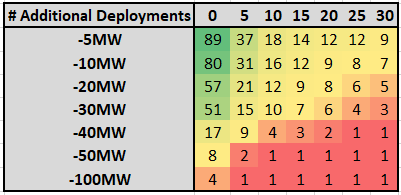 # Additional Deployments 0 5 10 15 20 25 30
-5MW 89 37 18 14 12 12 9
-10MW 80 31 16 12 9 8 7
-20MW 57 21 12 9 8 6 5
-30MW 51 15 10 7 6 4 3
-40MW 17 9 4 3 2 1 1
-50MW 8 2 1 1 1 1 1
-100MW 4 1 1 1 1 1 1